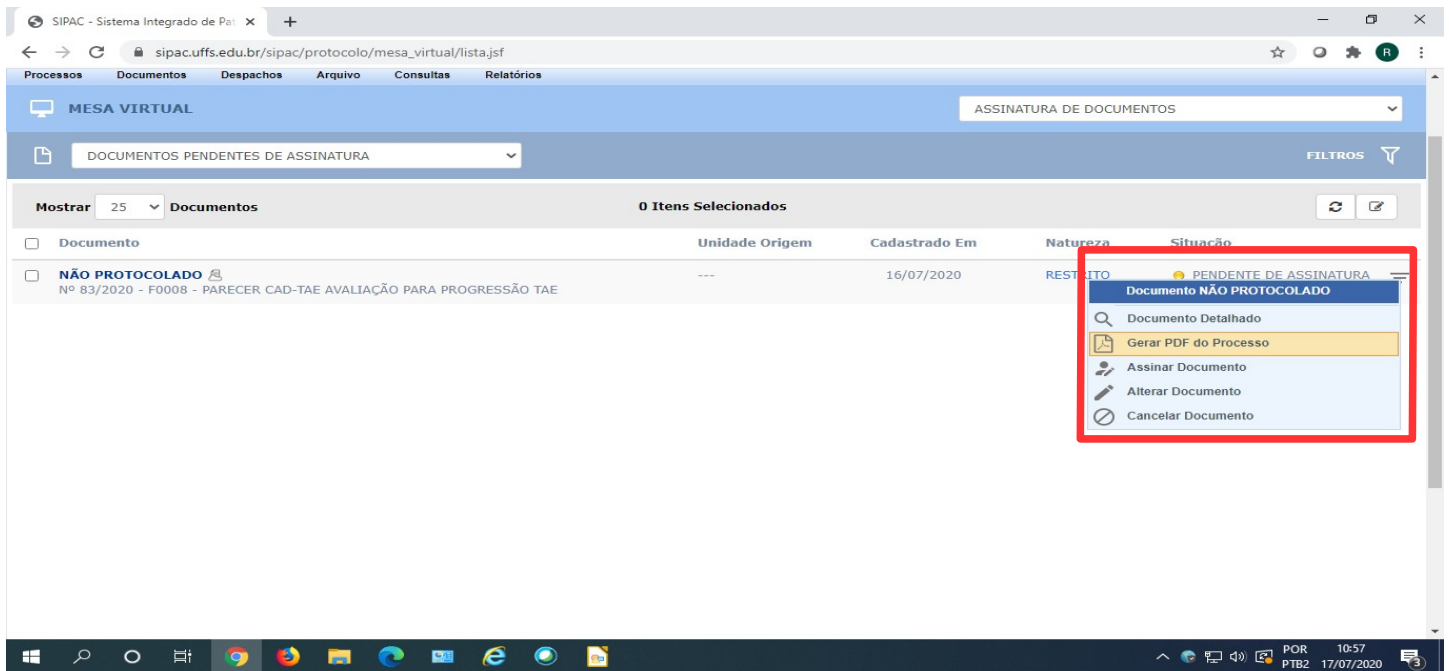 SIPAC - Sistema Integrado de Pat
sipac.uffs.edu.br/sipac/protocolo/mesa_virtual/lista.jsf
R
Processos Documentos Despachos Arquivo Consultas Relatórios
MESA VIRTUAL ASSINATURA DE DOCUMENTOS
DOCUMENTOS PENDENTES DE ASSINATURA FILTROS
Mostrar 25 Documentos 0 Itens Selecionados
Documento Unidade Origem Cadastrado Em Natureza Situação
NÃO PROTOCOLADO --- 16/07/2020 RESTRITO PENDENTE DE ASSINATURA
Nº 83/2020 - F0008 - PARECER CAD-TAE AVALIAÇÃO PARA PROGRESSÃO TAE
Documento NÃO PROTOCOLADO
Documento Detalhado
Gerar PDF do Processo
Assinar Documento
Alterar Documento
Cancelar Documento
POR 10:57
PTB2 17/07/2020 3